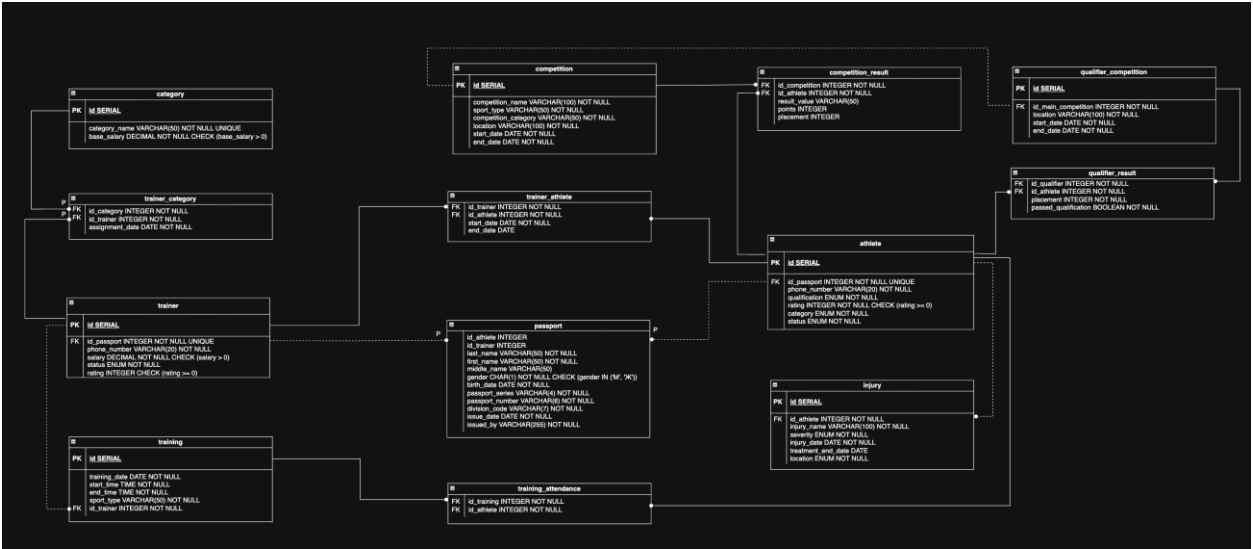 category
PK id SERIAL
category_name VARCHAR(50) NOT NULL UNIQUE
base_salary DECIMAL NOT NULL CHECK (base_salary > 0)
competition
PK id SERIAL
competition_name VARCHAR(100) NOT NULL
sport_type VARCHAR(50) NOT NULL
competition_category VARCHAR(50) NOT NULL
location VARCHAR(100) NOT NULL
start_date DATE NOT NULL
end_date DATE NOT NULL
competition_result
FK id_competition INTEGER NOT NULL
FK id_athlete INTEGER NOT NULL
result_value VARCHAR(50)
points INTEGER
placement INTEGER
qualifier_competition
PK id SERIAL
FK id_main_competition INTEGER NOT NULL
location VARCHAR(100) NOT NULL
start_date DATE NOT NULL
end_date DATE NOT NULL
trainer_category
P FK id_category INTEGER NOT NULL
P FK id_trainer INTEGER NOT NULL
assignment_date DATE NOT NULL
trainer_athlete
FK id_trainer INTEGER NOT NULL
FK id_athlete INTEGER NOT NULL
start_date DATE NOT NULL
end_date DATE
qualifier_result
FK id_qualifier INTEGER NOT NULL
FK id_athlete INTEGER NOT NULL
placement INTEGER NOT NULL
passed_qualification BOOLEAN NOT NULL
athlete
PK id SERIAL
FK id_passport INTEGER NOT NULL UNIQUE
phone_number VARCHAR(20) NOT NULL
qualification ENUM NOT NULL
rating INTEGER NOT NULL CHECK (rating >= 0)
category ENUM NOT NULL
status ENUM NOT NULL
trainer
PK id SERIAL
FK id_passport INTEGER NOT NULL UNIQUE
phone_number VARCHAR(20) NOT NULL
salary DECIMAL NOT NULL CHECK (salary > 0)
status ENUM NOT NULL
rating INTEGER CHECK (rating >= 0)
P
passport
P
id_athlete INTEGER
id_trainer INTEGER
last_name VARCHAR(50) NOT NULL
first_name VARCHAR(50) NOT NULL
middle_name VARCHAR(50)
gender CHAR(1) NOT NULL CHECK (gender IN ('М', 'Ж'))
birth_date DATE NOT NULL
passport_series VARCHAR(4) NOT NULL
passport_number VARCHAR(6) NOT NULL
division_code VARCHAR(7) NOT NULL
issue_date DATE NOT NULL
issued_by VARCHAR(255) NOT NULL
injury
PK id SERIAL
FK id_athlete INTEGER NOT NULL
injury_name VARCHAR(100) NOT NULL
severity ENUM NOT NULL
injury_date DATE NOT NULL
treatment_end_date DATE
location ENUM NOT NULL
training
PK id SERIAL
training_date DATE NOT NULL
start_time TIME NOT NULL
end_time TIME NOT NULL
sport_type VARCHAR(50) NOT NULL
FK id_trainer INTEGER NOT NULL
training_attendance
FK id_training INTEGER NOT NULL
FK id_athlete INTEGER NOT NULL